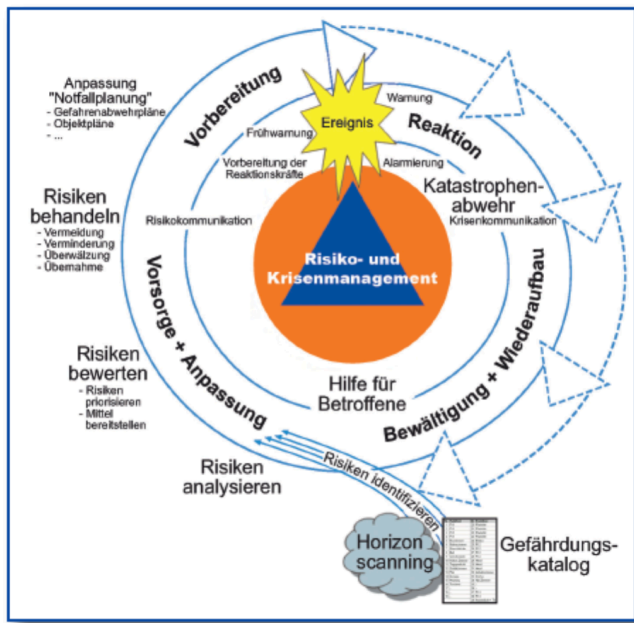 Vorbereitung
Anpassung
"Notfallplanung"
- Gefahrenabwehrpläne
- Objektpläne
- ...
Frühwarnung
Ereignis
Warnung
Reaktion
Vorbereitung der
Reaktionskräfte
Alarmierung
Risiken
behandeln
- Vermeidung
- Verminderung
- Überwälzung
- Übernahme
Risikokommunikation
Katastrophen-
abwehr
Krisenkommunikation
Risiko- und
Krisenmanagement
Vorsorge + Anpassung
Bewältigung + Wiederaufbau
Risiken
bewerten
- Risiken
priorisieren
- Mittel
bereitstellen
Hilfe für
Betroffene
Risiken
analysieren
Risiken identifizieren
Horizon
scanning
Gefährdungs-
katalog